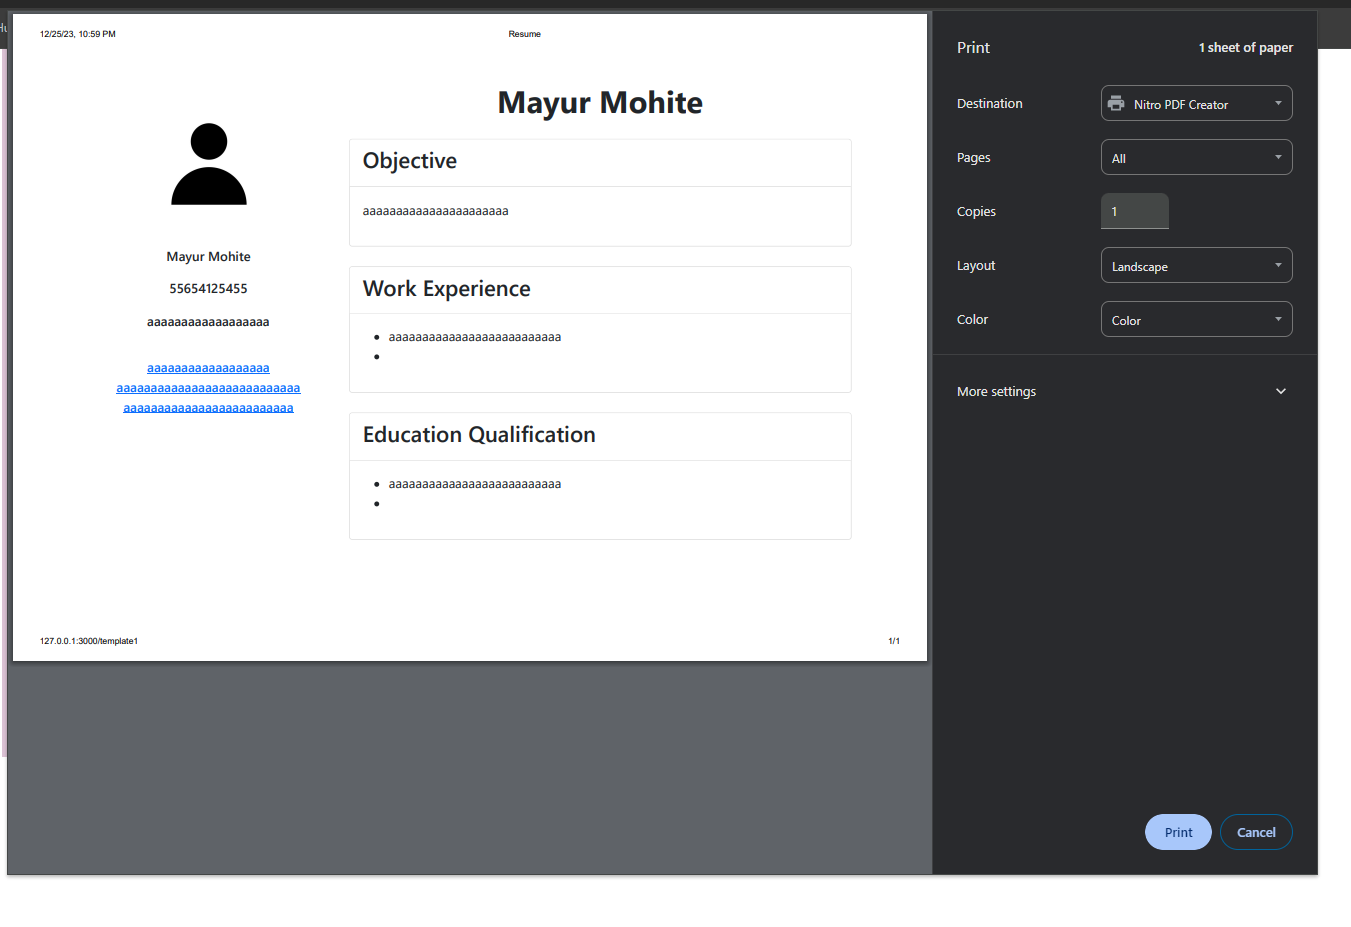 12/25/23, 10:59 PM
Resume
Mayur Mohite
Mayur Mohite
55654125455
aaaaaaaaaaaaaaaaaa
aaaaaaaaaaaaaaaaaa
aaaaaaaaaaaaaaaaaaaaaaaaaaa
aaaaaaaaaaaaaaaaaaaaaaaaa
Objective
aaaaaaaaaaaaaaaaaaaaaa
Work Experience
aaaaaaaaaaaaaaaaaaaaaaaaaa
Education Qualification
aaaaaaaaaaaaaaaaaaaaaaaaaa
127.0.0.1:3000/template1
1/1
Print
1 sheet of paper
Destination
Nitro PDF Creator
Pages
All
Copies
1
Layout
Landscape
Color
Color
More settings
Print
Cancel